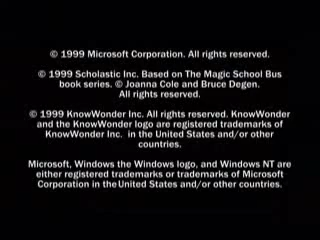 © 1999 Microsoft Corporation. All rights reserved.
© 1999 Scholastic Inc. Based on The Magic School Bus
book series. © Joanna Cole and Bruce Degen.
All rights reserved.
© 1999 KnowWonder Inc. All rights reserved. KnowWonder
and the KnowWonder logo are registered trademarks of
KnowWonder Inc. in the United States and/or other
countries.
Microsoft, Windows the Windows logo, and Windows NT are
either registered trademarks or trademarks of Microsoft
Corporation in the United States and/or other countries.